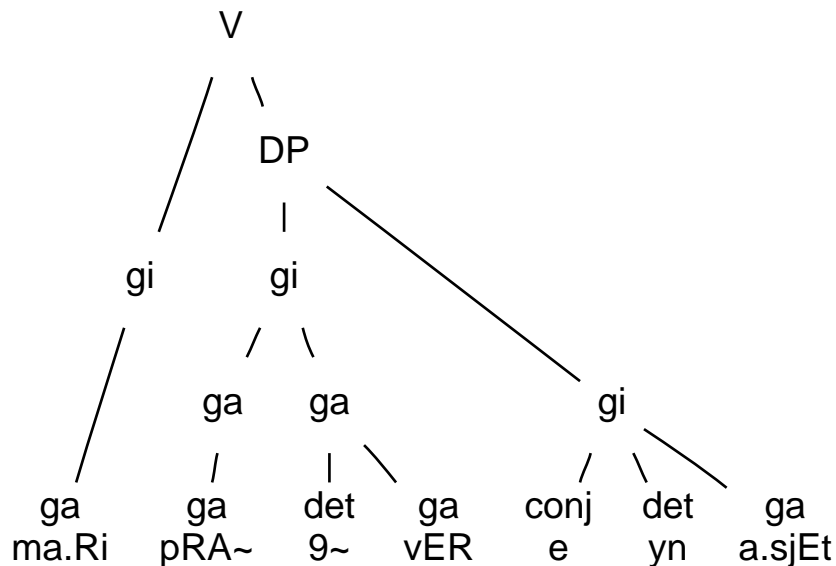 V
DP
gi gi
ga ga gi
ga ga det ga conj det ga
ma.Ri pRA~ 9~ vER e yn a.sjEt